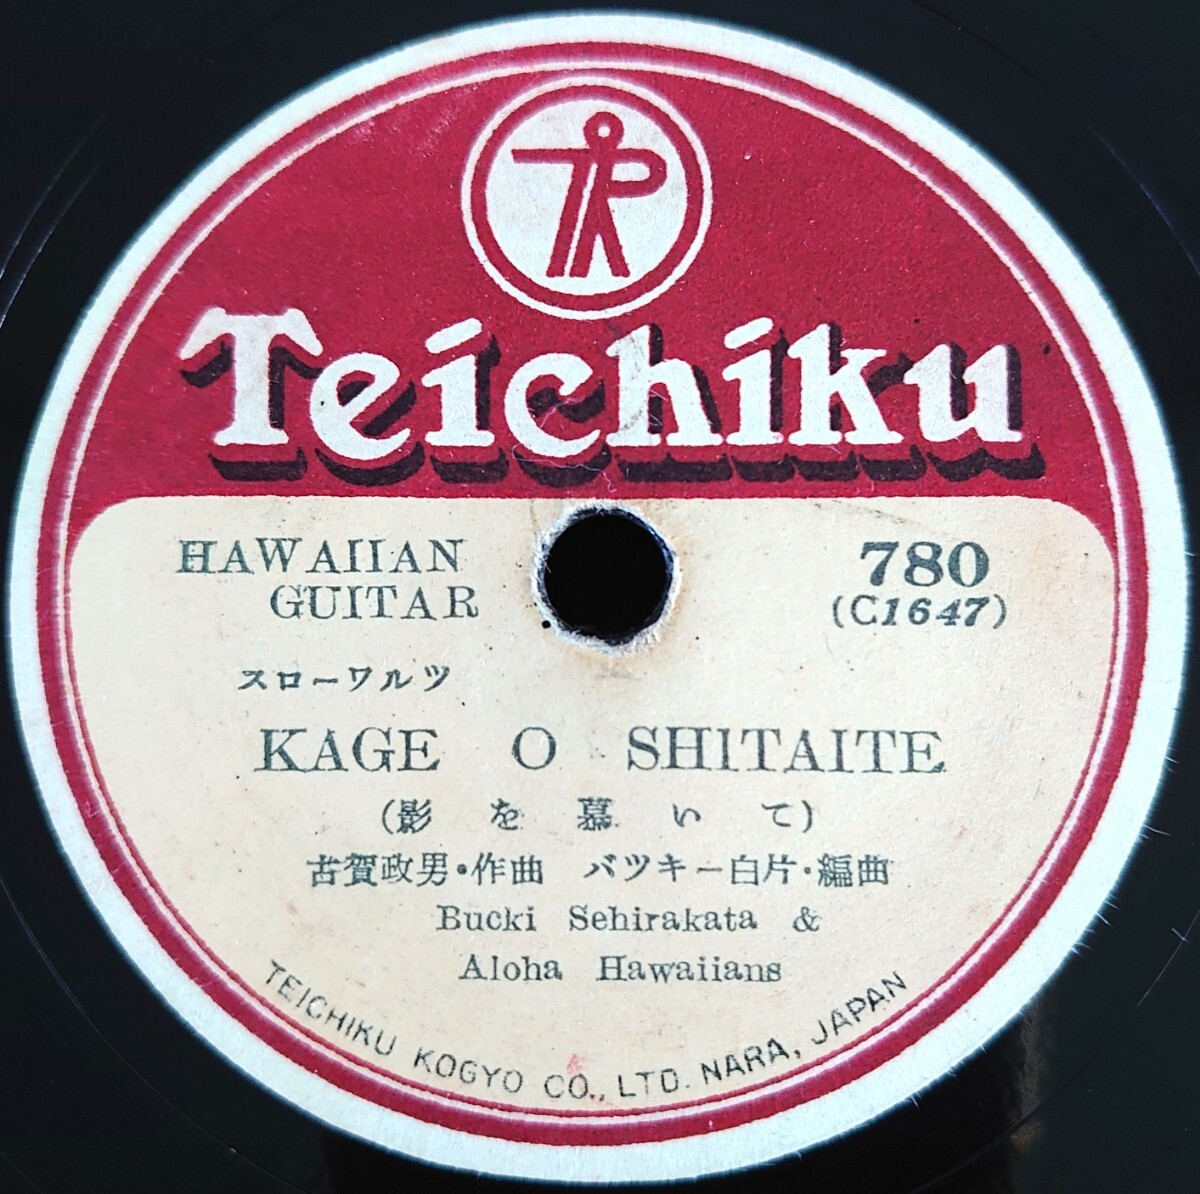 Teichiku
HAWAIIAN
GUITAR
780
(C1647)
スローワルツ
KAGE O SHITAITE
(影を慕いて)
古賀政男・作曲 バツキー白片・編曲
Bucki Sehirakata &
Aloha Hawaiians
TEICHIKU KOGYO CO., LTD. NARA, JAPAN